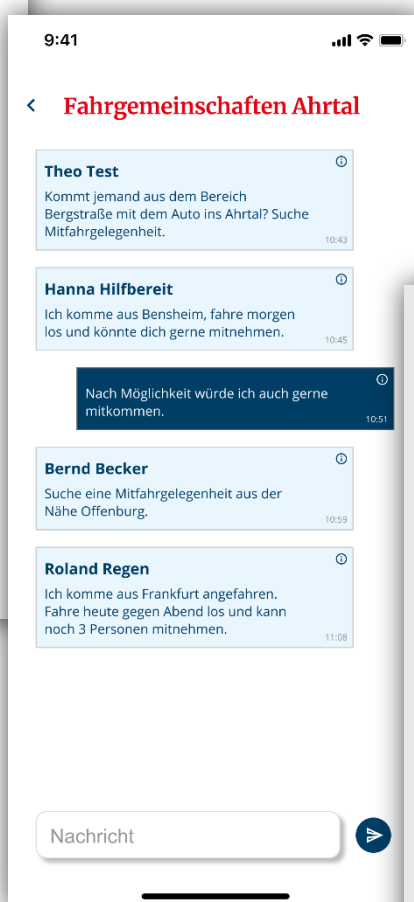 9:41
Fahrgemeinschaften Ahrtal
Theo Test
Kommt jemand aus dem Bereich
Bergstraße mit dem Auto ins Ahrtal? Suche
Mitfahrgelegenheit.
10:43
Hanna Hilfbereit
Ich komme aus Bensheim, fahre morgen
los und könnte dich gerne mitnehmen.
10:45
Nach Möglichkeit würde ich auch gerne
mitkommen.
10:51
Bernd Becker
Suche eine Mitfahrgelegenheit aus der
Nähe Offenburg.
10:59
Roland Regen
Ich komme aus Frankfurt angefahren.
Fahre heute gegen Abend los und kann
noch 3 Personen mitnehmen.
11:08
Nachricht